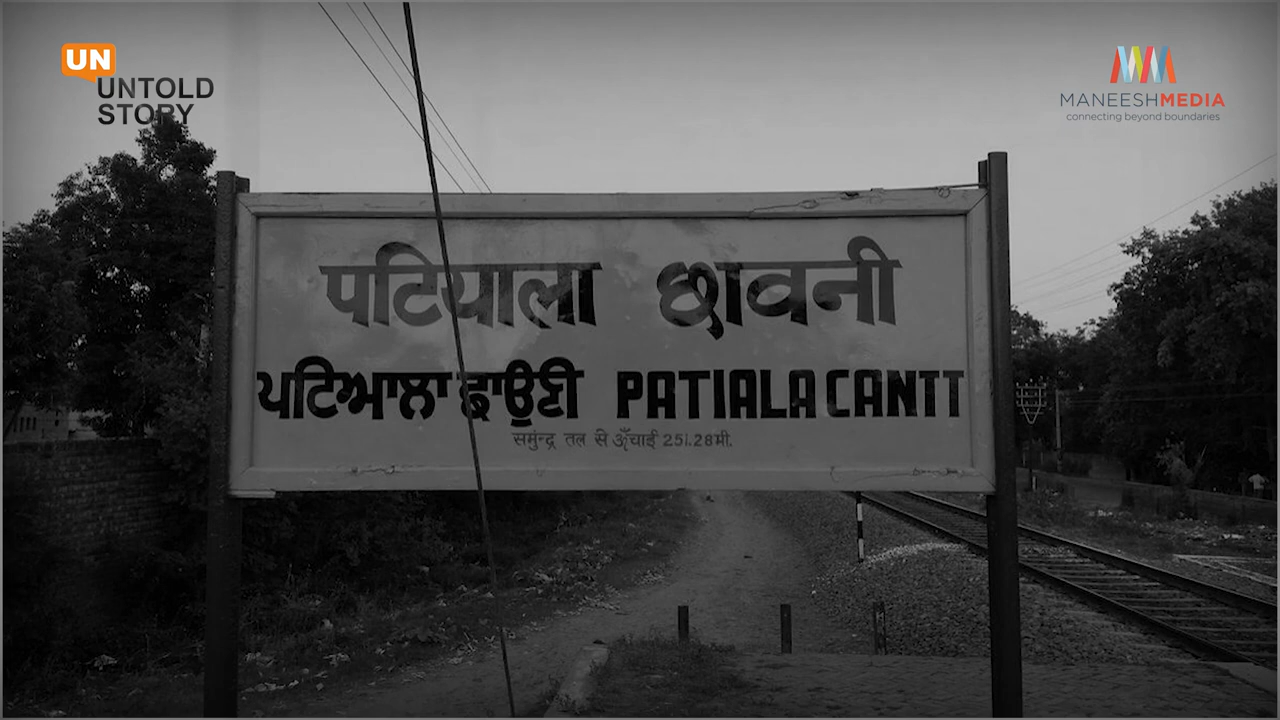 UN
UNTOLD
STORY
MANEESHMEDIA
connecting beyond boundaries
पटियाला छावनी
ਪਟਿਆਲਾ ਛਾਉਣੀ PATIALA CANTT
समुंन्द्र तल से ऊँचाई 251.28मी.